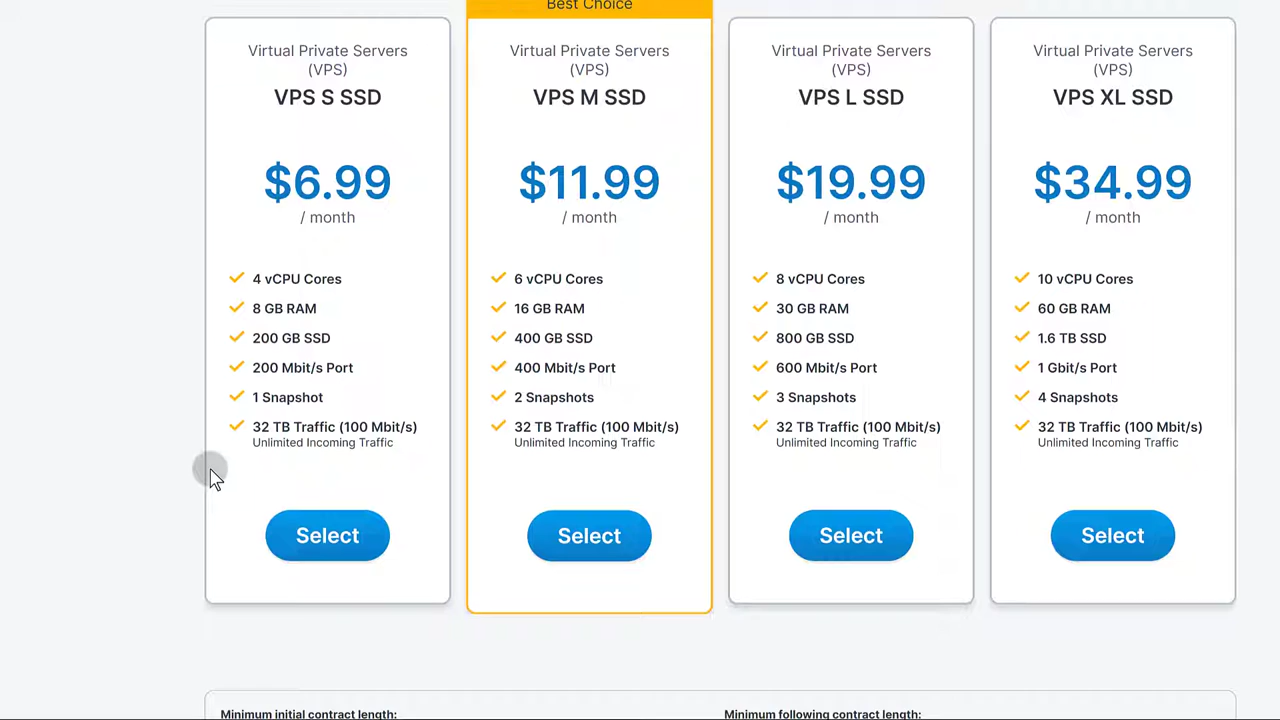 Best Choice
Virtual Private Servers
(VPS)
VPS S SSD
$6.99
/ month
4 vCPU Cores
8 GB RAM
200 GB SSD
200 Mbit/s Port
1 Snapshot
32 TB Traffic (100 Mbit/s)
Unlimited Incoming Traffic
Select
Virtual Private Servers
(VPS)
VPS M SSD
$11.99
/ month
6 vCPU Cores
16 GB RAM
400 GB SSD
400 Mbit/s Port
2 Snapshots
32 TB Traffic (100 Mbit/s)
Unlimited Incoming Traffic
Select
Virtual Private Servers
(VPS)
VPS L SSD
$19.99
/ month
8 vCPU Cores
30 GB RAM
800 GB SSD
600 Mbit/s Port
3 Snapshots
32 TB Traffic (100 Mbit/s)
Unlimited Incoming Traffic
Select
Virtual Private Servers
(VPS)
VPS XL SSD
$34.99
/ month
10 vCPU Cores
60 GB RAM
1.6 TB SSD
1 Gbit/s Port
4 Snapshots
32 TB Traffic (100 Mbit/s)
Unlimited Incoming Traffic
Select
Minimum initial contract length:
Minimum following contract length: